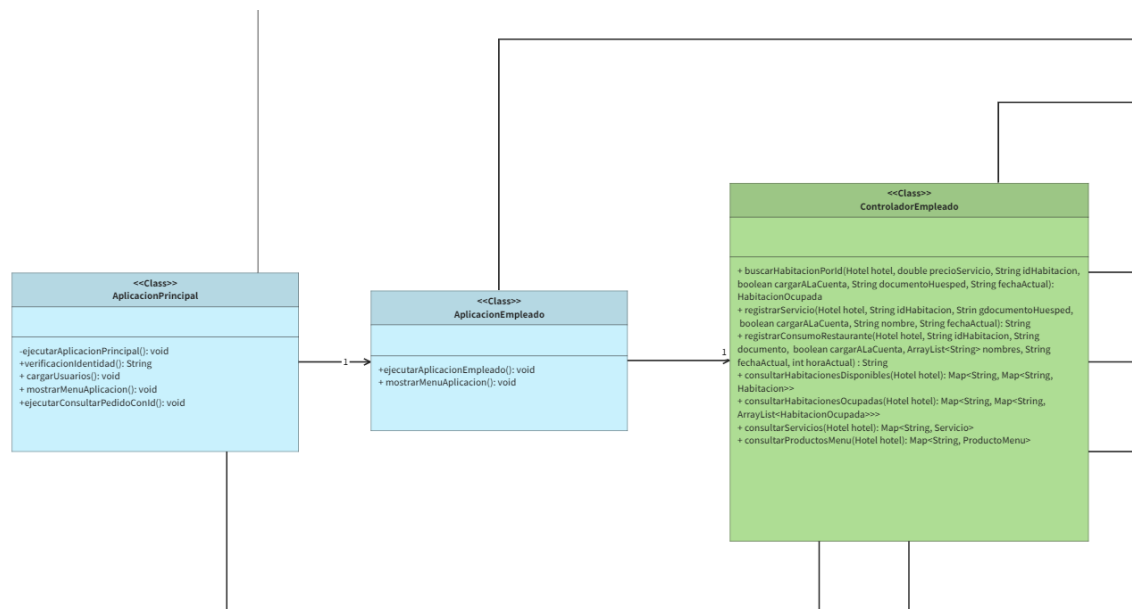 <<Class>>
AplicacionPrincipal
-ejecutarAplicacionPrincipal(): void
+verificacionIdentidad(): String
+ cargarUsuarios(): void
+ mostrarMenuAplicacion(): void
+ejecutarConsultarPedidoConId(): void
1
<<Class>>
AplicacionEmpleado
+ejecutarAplicacionEmpleado(): void
+ mostrarMenuAplicacion(): void
1
<<Class>>
ControladorEmpleado
+ buscarHabitacionPorId(Hotel hotel, double precioServicio, String idHabitacion,
boolean cargarALaCuenta, String documentoHuesped, String fechaActual):
HabitacionOcupada
+ registrarServicio(Hotel hotel, String idHabitacion, Strin gdocumentoHuesped,
boolean cargarALaCuenta, String nombre, String fechaActual): String
+ registrarConsumoRestaurante(Hotel hotel, String idHabitacion, String
documento, boolean cargarALaCuenta, ArrayList<String> nombres, String
fechaActual, int horaActual) : String
+ consultarHabitacionesDisponibles(Hotel hotel): Map<String, Map<String,
Habitacion>>
+ consultarHabitacionesOcupadas(Hotel hotel): Map<String, Map<String,
ArrayList<HabitacionOcupada>>>
+ consultarServicios(Hotel hotel): Map<String, Servicio>
+ consultarProductosMenu(Hotel hotel): Map<String, ProductoMenu>